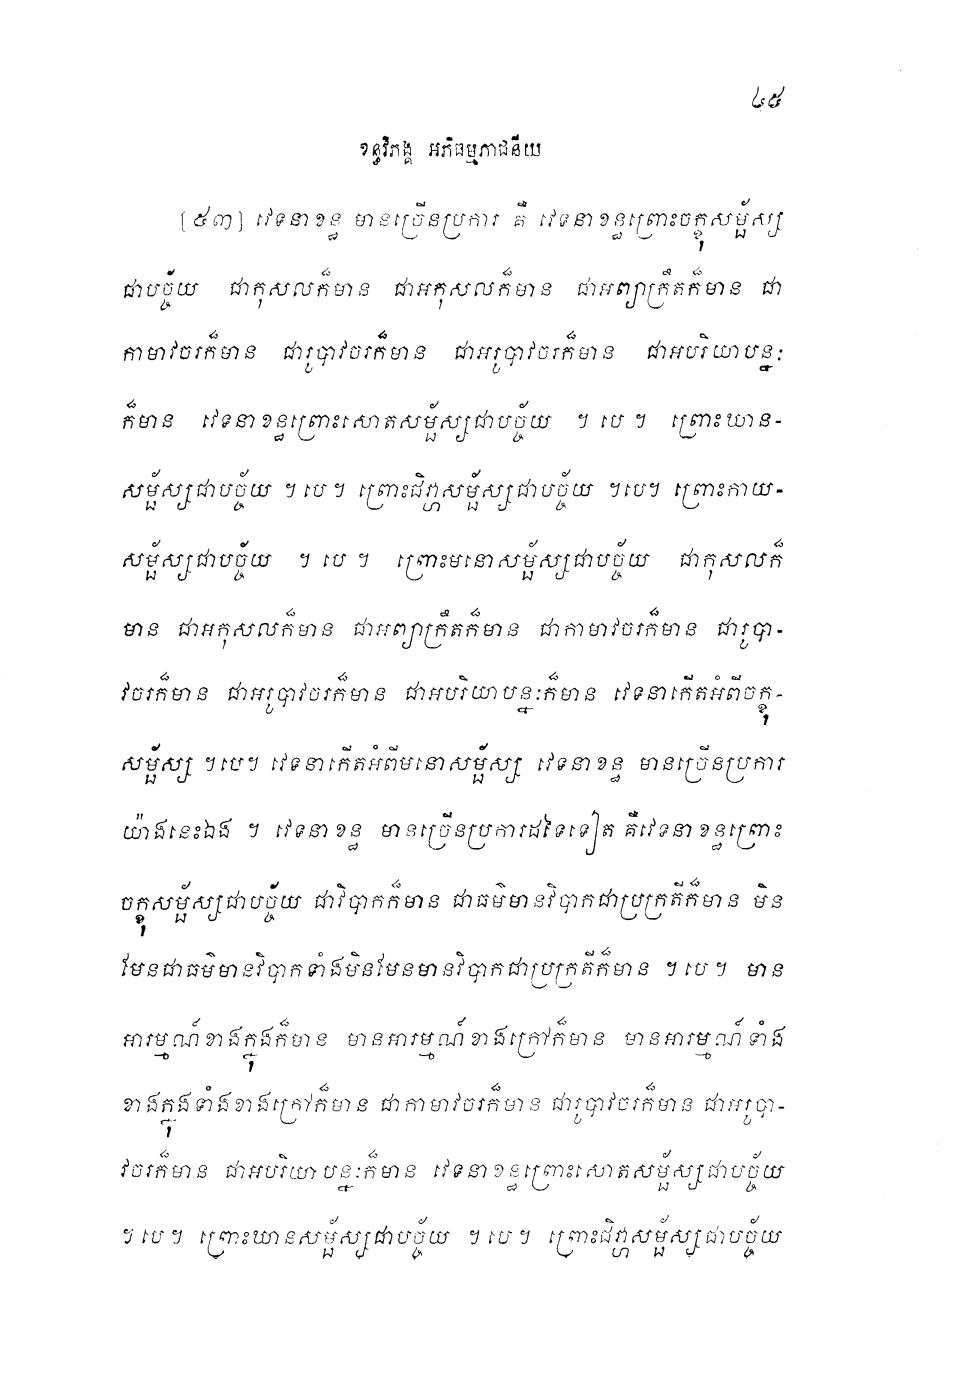 ៤៥
ខន្ធវិភង្គ អភិធម្មភាជនីយ
[៥៣] វេទនាខន្ធ មានច្រើនប្រការ គឺ វេទនាខន្ធព្រោះចក្ខុសម្ផ័ស្ស
ជាបច្ច័យ ជាកុសលក៏មាន ជាអកុសលក៏មាន ជាអព្យាក្រឹតក៏មាន ជា
កាមាវចរក៏មាន ជារូបាវចរក៏មាន ជាអរូបាវចរក៏មាន ជាអបរិយាបន្នៈ
ក៏មាន វេទនាខន្ធព្រោះសោតសម្ផ័ស្សជាបច្ច័យ ។ បេ ។ ព្រោះឃាន-
សម្ផ័ស្សជាបច្ច័យ ។ បេ ។ ព្រោះជិវ្ហាសម្ផ័ស្សជាបច្ច័យ ។បេ។ ព្រោះកាយ-
សម្ផ័ស្សជាបច្ច័យ ។ បេ ។ ព្រោះមនោសម្ផ័ស្សជាបច្ច័យ ជាកុសលក៏
មាន ជាអកុសលក៏មាន ជាអព្យាក្រឹតក៏មាន ជាកាមាវចរក៏មាន ជារូបា-
វចរក៏មាន ជាអរូបាវចរក៏មាន ជាអបរិយាបន្នៈក៏មាន វេទនាកើតអំពីចក្ខុ-
សម្ផ័ស្ស ។បេ។ វេទនាកើតអំពីមនោសម្ផ័ស្ស វេទនាខន្ធ មានច្រើនប្រការ
យ៉ាងនេះឯង ។ វេទនាខន្ធ មានច្រើនប្រការដទៃទៀត គឺវេទនាខន្ធព្រោះ
ចក្ខុសម្ផ័ស្សជាបច្ច័យ ជាវិបាកក៏មាន ជាធម៌មានវិបាកជាប្រក្រតីក៏មាន មិន
មែនជាធម៌មានវិបាកទាំងមិនមែនមានវិបាកជាប្រក្រតីក៏មាន ។ បេ ។ មាន
អារម្មណ៍ខាងក្នុងក៏មាន មានអារម្មណ៍ខាងក្រៅក៏មាន មានអារម្មណ៍ទាំង
ខាងក្នុងទាំងខាងក្រៅក៏មាន ជាកាមាវចរក៏មាន ជារូបាវចរក៏មាន ជាអរូបា-
វចរក៏មាន ជាអបរិយាបន្នៈក៏មាន វេទនាខន្ធព្រោះសោតសម្ផ័ស្សជាបច្ច័យ
។ បេ ។ ព្រោះឃានសម្ផ័ស្សជាបច្ច័យ ។ បេ ។ ព្រោះជិវ្ហាសម្ផ័ស្សជាបច្ច័យ